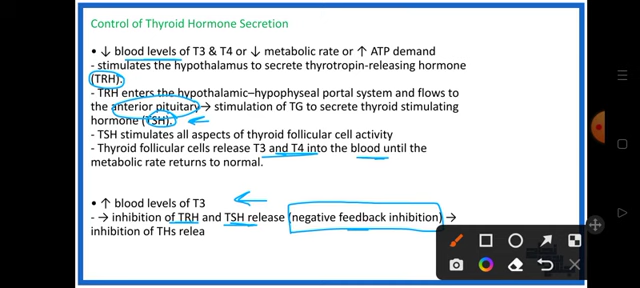 Control of Thyroid Hormone Secretion
• ↓ blood levels of T3 & T4 or ↓ metabolic rate or ↑ ATP demand
- stimulates the hypothalamus to secrete thyrotropin-releasing hormone
(TRH).
- TRH enters the hypothalamic–hypophyseal portal system and flows to
the anterior pituitary→ stimulation of TG to secrete thyroid stimulating
hormone (TSH).
- TSH stimulates all aspects of thyroid follicular cell activity
- Thyroid follicular cells release T3 and T4 into the blood until the
metabolic rate returns to normal.
• ↑ blood levels of T3
- → inhibition of TRH and TSH release (negative feedback inhibition) →
inhibition of THs relea